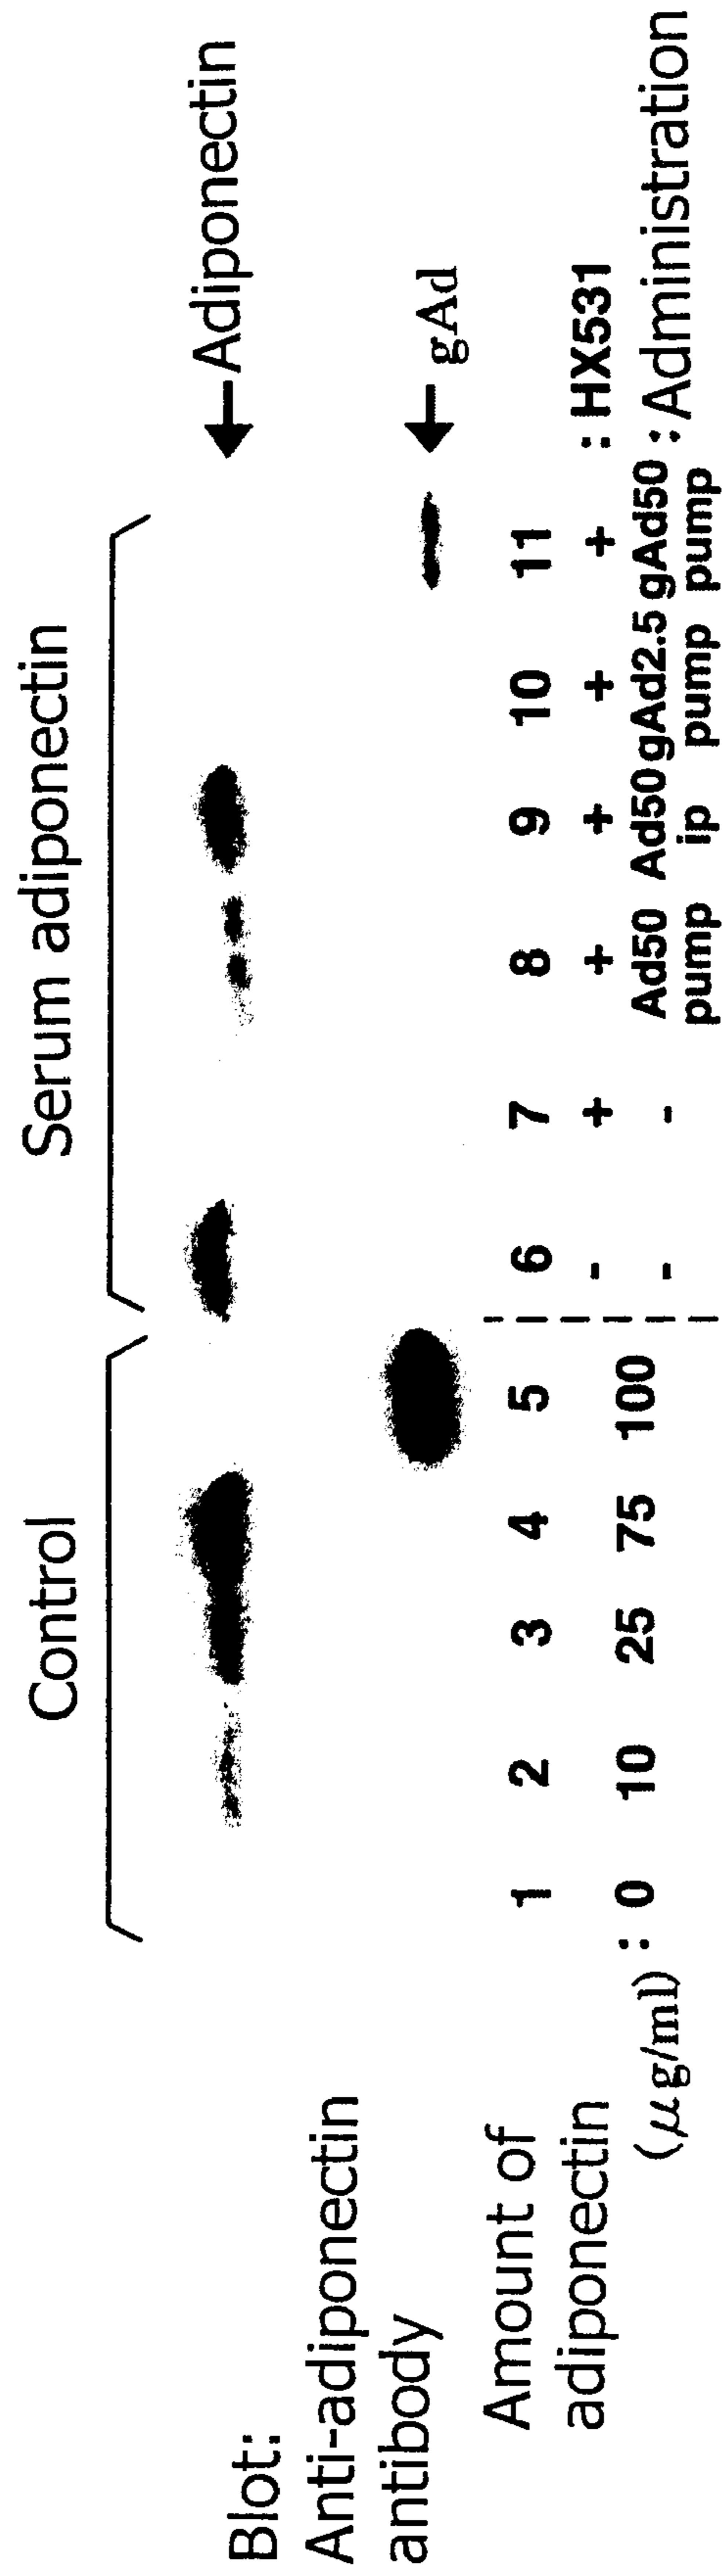 Control Serum adiponectin
Blot:
Anti-adiponectin
antibody
←Adiponectin
← gAd
Amount of
adiponectin
(μg/ml) : 0 10 25 75 100
1 2 3 4 5 6 7 8 9 10 11
- + + + + + : HX531
- - Ad50 Ad50 gAd2.5 gAd50 : Administration
pump ip pump pump